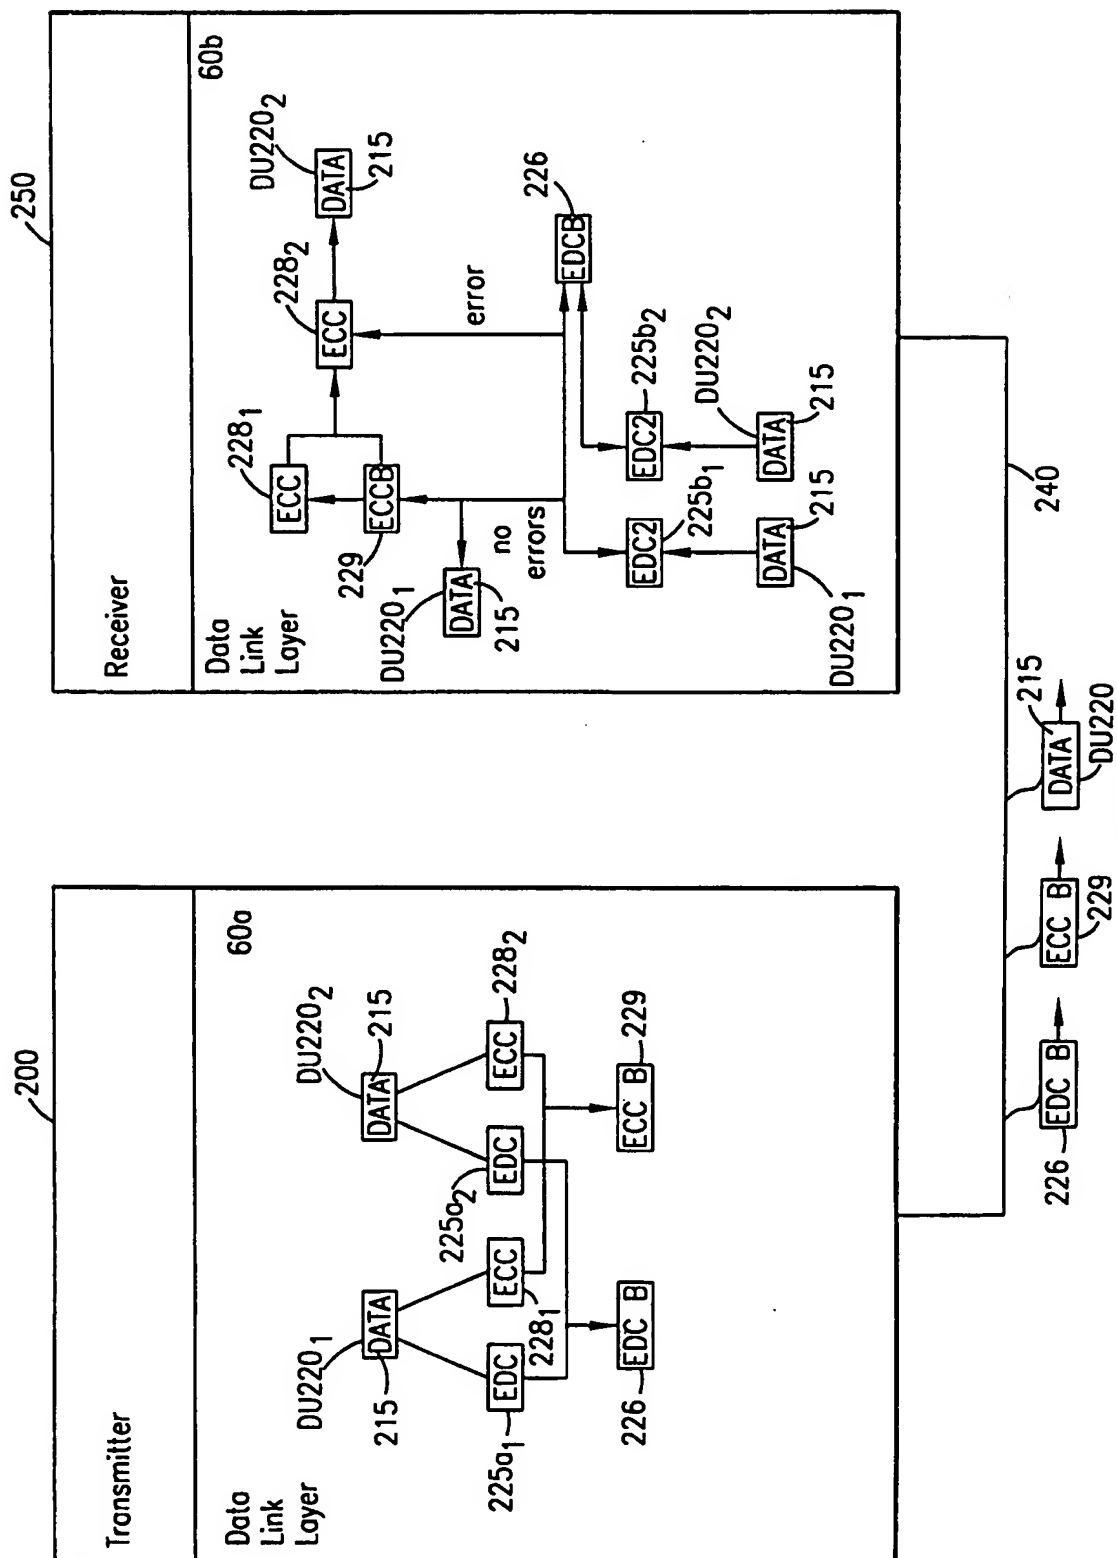 200
Transmitter
Data
Link
Layer
60a
DU220₁
DATA
215
DU220₂
DATA
215
EDC
225a₁
ECC
228₁
EDC
225a₂
ECC
228₂
EDC B
226
ECC B
229
250
Receiver
Data
Link
Layer
60b
ECC
228₁
ECC
228₂
DATA
DU220₂
215
ECCB
229
DU220₁
DATA
215
no
errors
error
EDCB
226
EDC2
225b₁
EDC2
225b₂
DATA
DU220₁
215
DATA
DU220₂
215
240
EDC B
226
ECC B
229
DATA
215
DU220